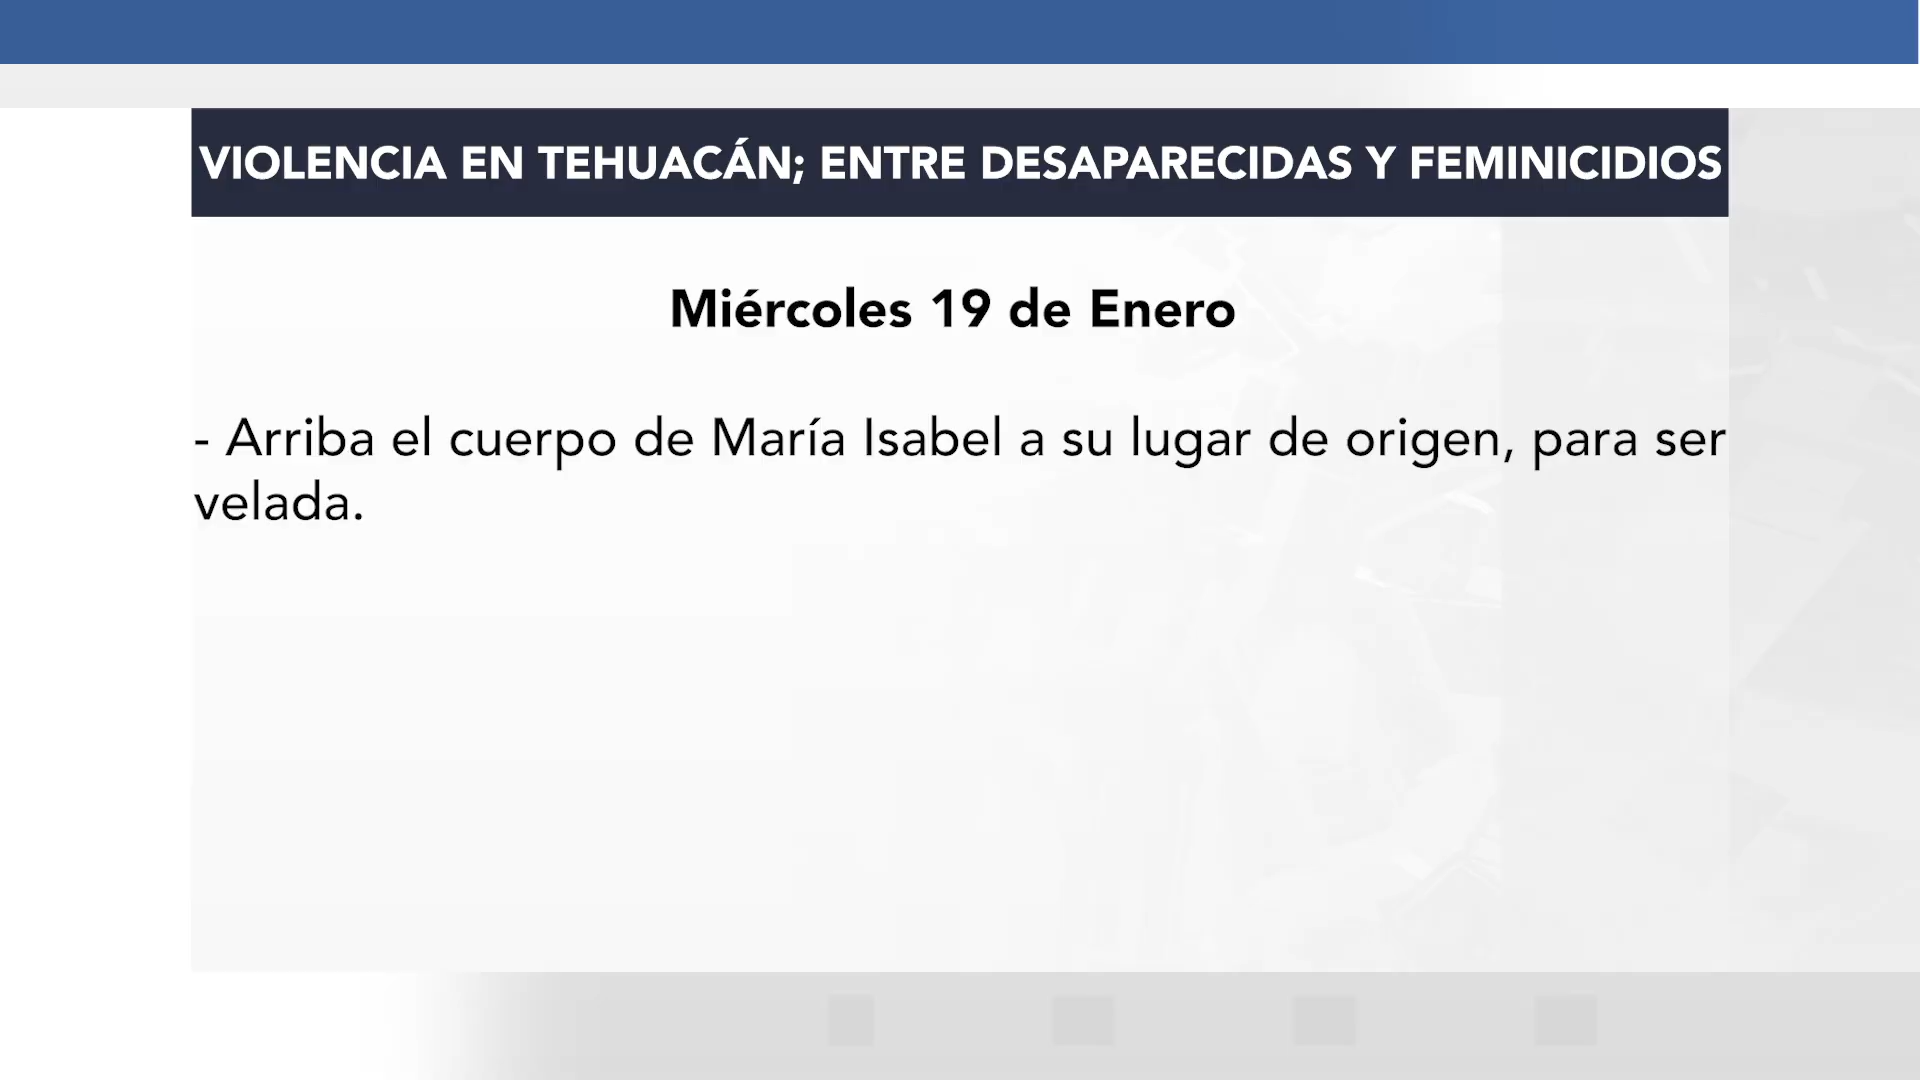 VIOLENCIA EN TEHUACÁN; ENTRE DESAPARECIDAS Y FEMINICIDIOS
Miércoles 19 de Enero
- Arriba el cuerpo de María Isabel a su lugar de origen, para ser
velada.